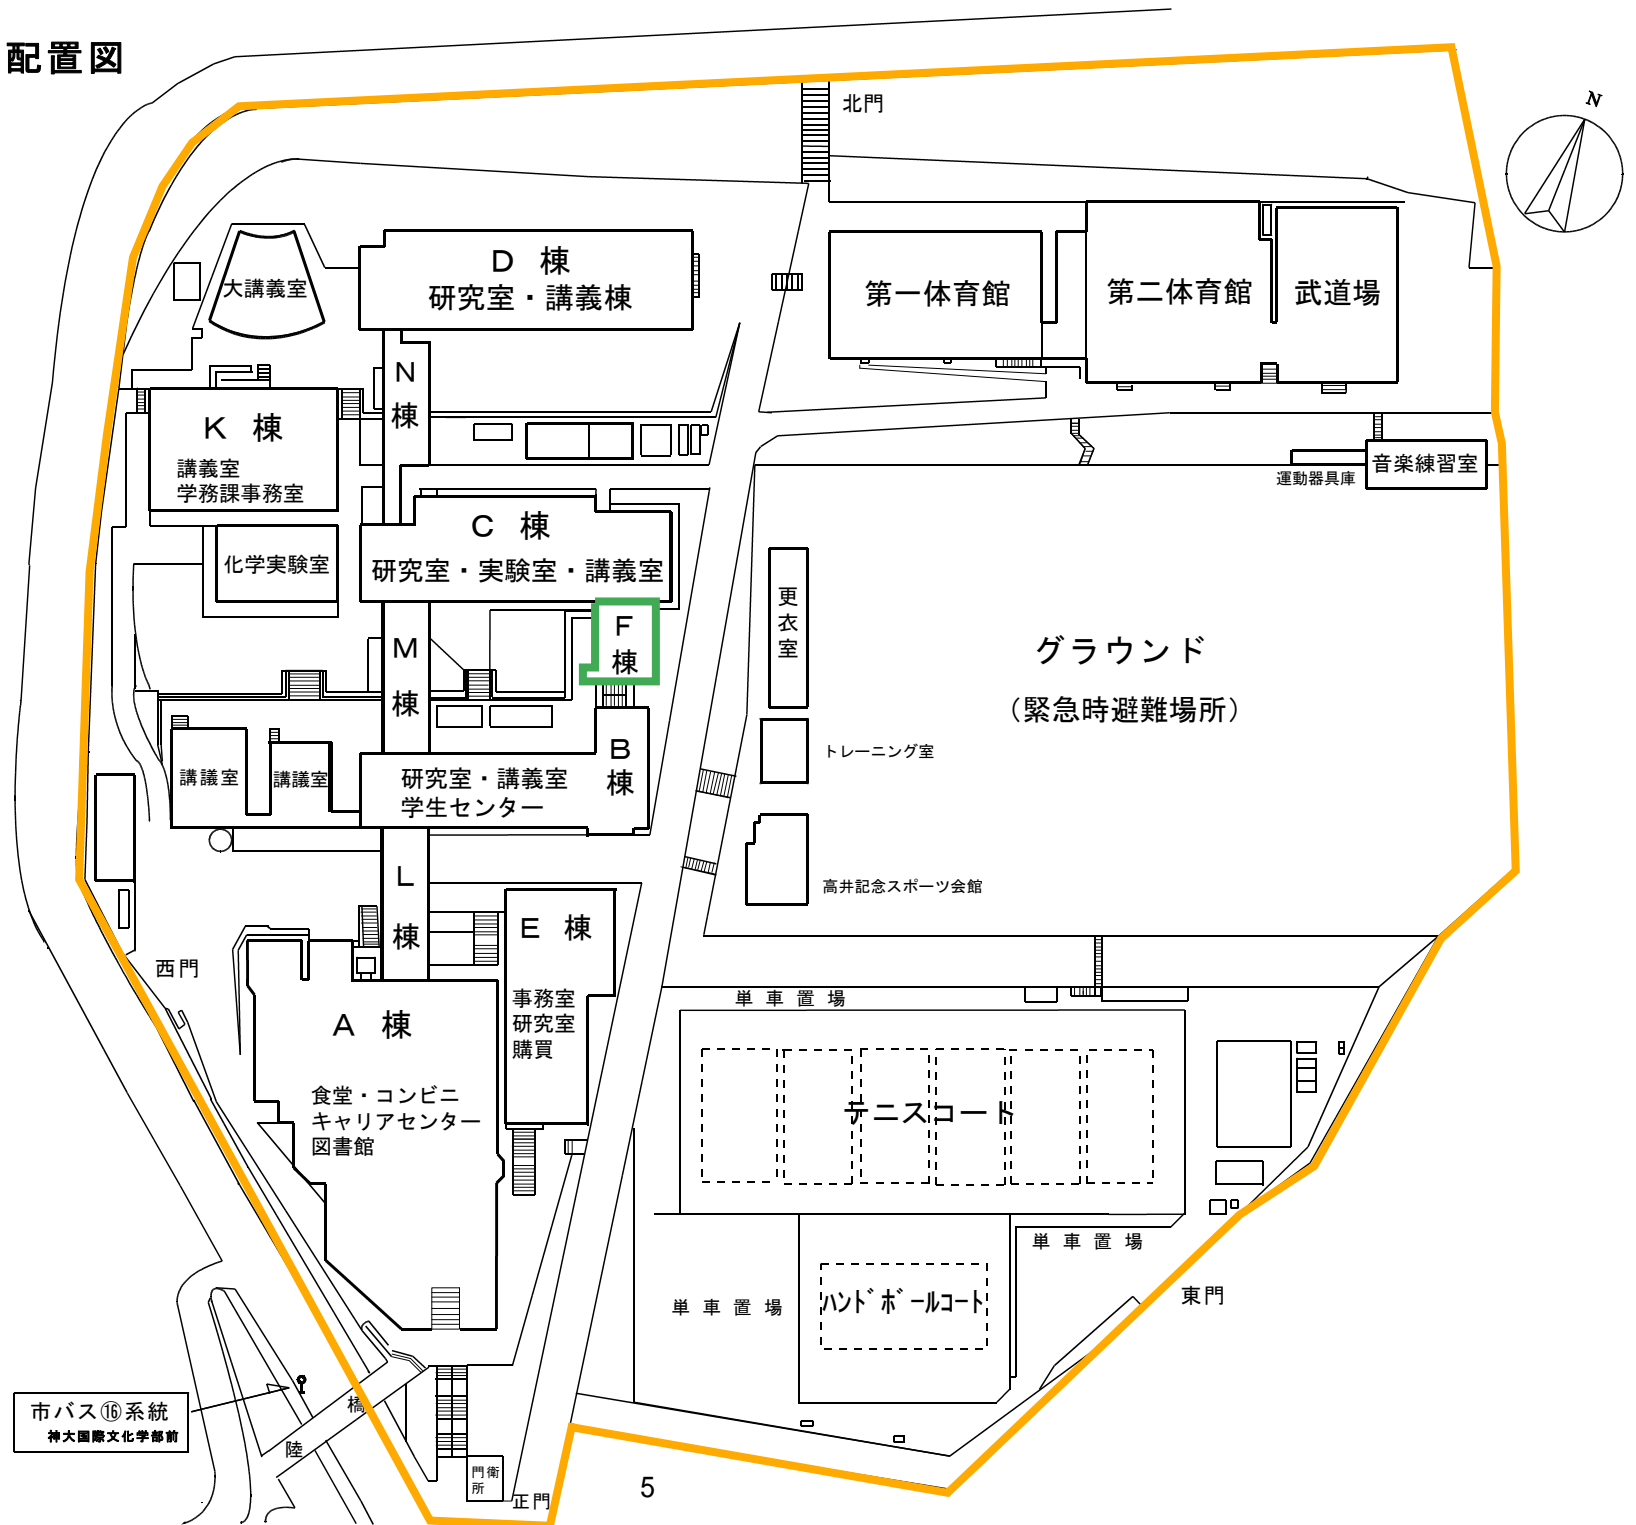 配置図
北門
N
大講義室
D 棟
研究室・講義棟
第一体育館
第二体育館
武道場
N
棟
K 棟
講義室
学務課事務室
音楽練習室
運動器具庫
C 棟
研究室・実験室・講義室
化学実験室
更衣室
F
棟
グラウンド
(緊急時避難場所)
M
棟
B
棟
トレーニング室
講議室
講議室
研究室・講義室
学生センター
高井記念スポーツ会館
L
棟
E 棟
事務室
研究室
購買
西門
A 棟
食堂・コンビニ
キャリアセンター
図書館
単車置場
テニスコート
単車置場
東門
単車置場
ハンドボールコート
市バス⑯系統
神大国際文化学部前
橋
陸
門衛所
正門
5